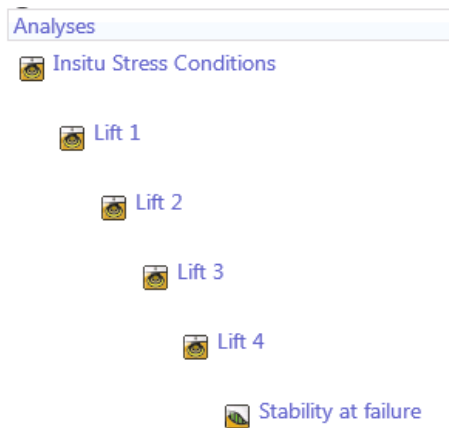 Analyses
Insitu Stress Conditions
Lift 1
Lift 2
Lift 3
Lift 4
Stability at failure